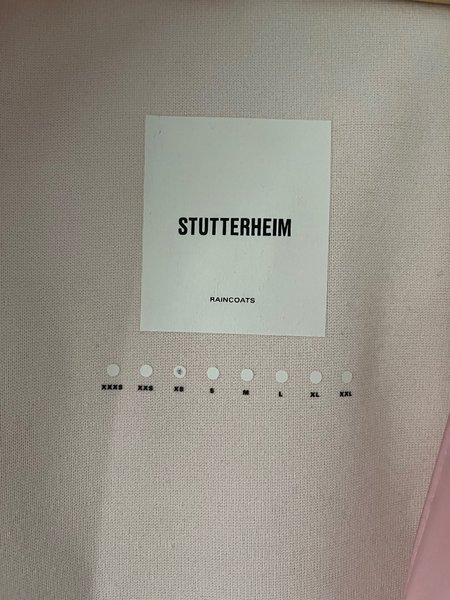 STUTTERHEIM
RAINCOATS
XXXS XXS XS S M L XL XXL